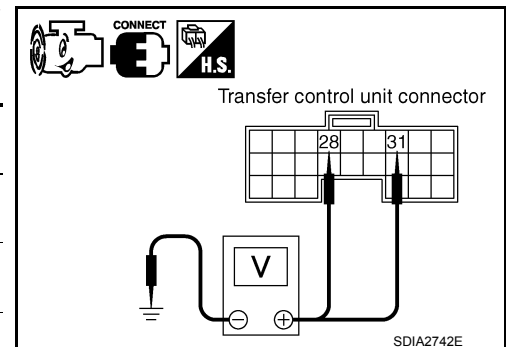 CONNECT
H.S.
Transfer control unit connector
28 31
V
− +
SDIA2742E